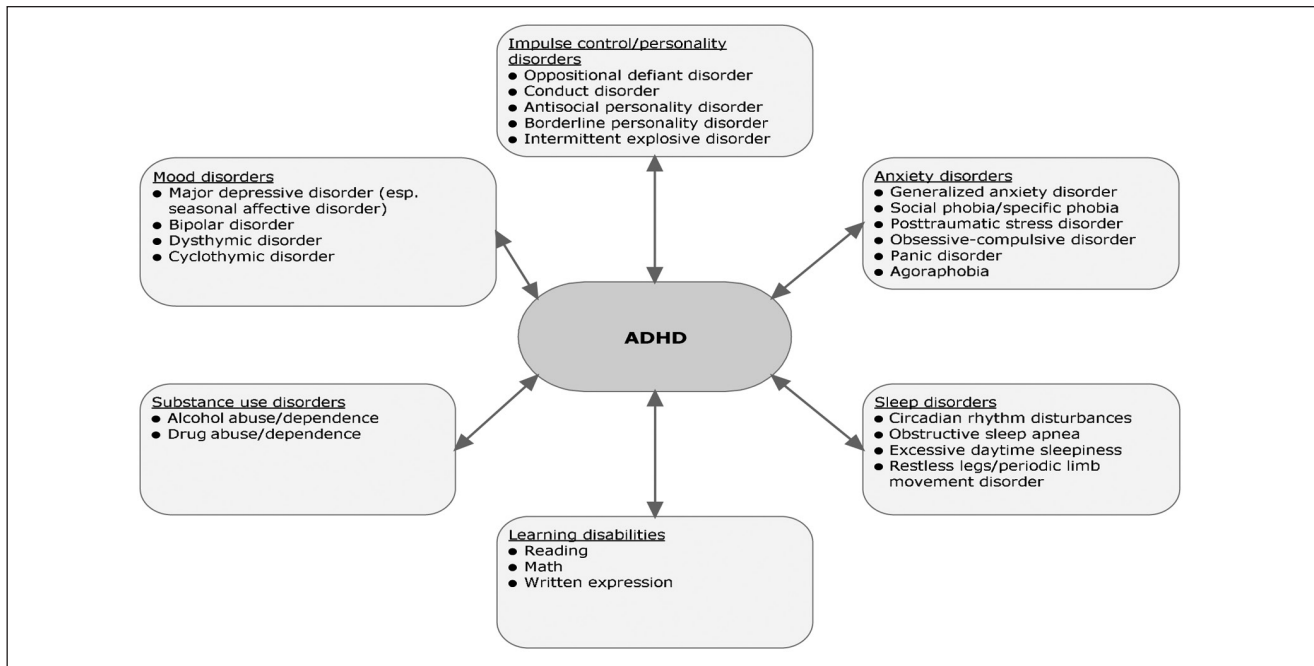 Impulse control/personality
disorders
● Oppositional defiant disorder
● Conduct disorder
● Antisocial personality disorder
● Borderline personality disorder
● Intermittent explosive disorder
Mood disorders
● Major depressive disorder (esp.
seasonal affective disorder)
● Bipolar disorder
● Dysthymic disorder
● Cyclothymic disorder
Anxiety disorders
● Generalized anxiety disorder
● Social phobia/specific phobia
● Posttraumatic stress disorder
● Obsessive-compulsive disorder
● Panic disorder
● Agoraphobia
ADHD
Substance use disorders
● Alcohol abuse/dependence
● Drug abuse/dependence
Sleep disorders
● Circadian rhythm disturbances
● Obstructive sleep apnea
● Excessive daytime sleepiness
● Restless legs/periodic limb
movement disorder
Learning disabilities
● Reading
● Math
● Written expression